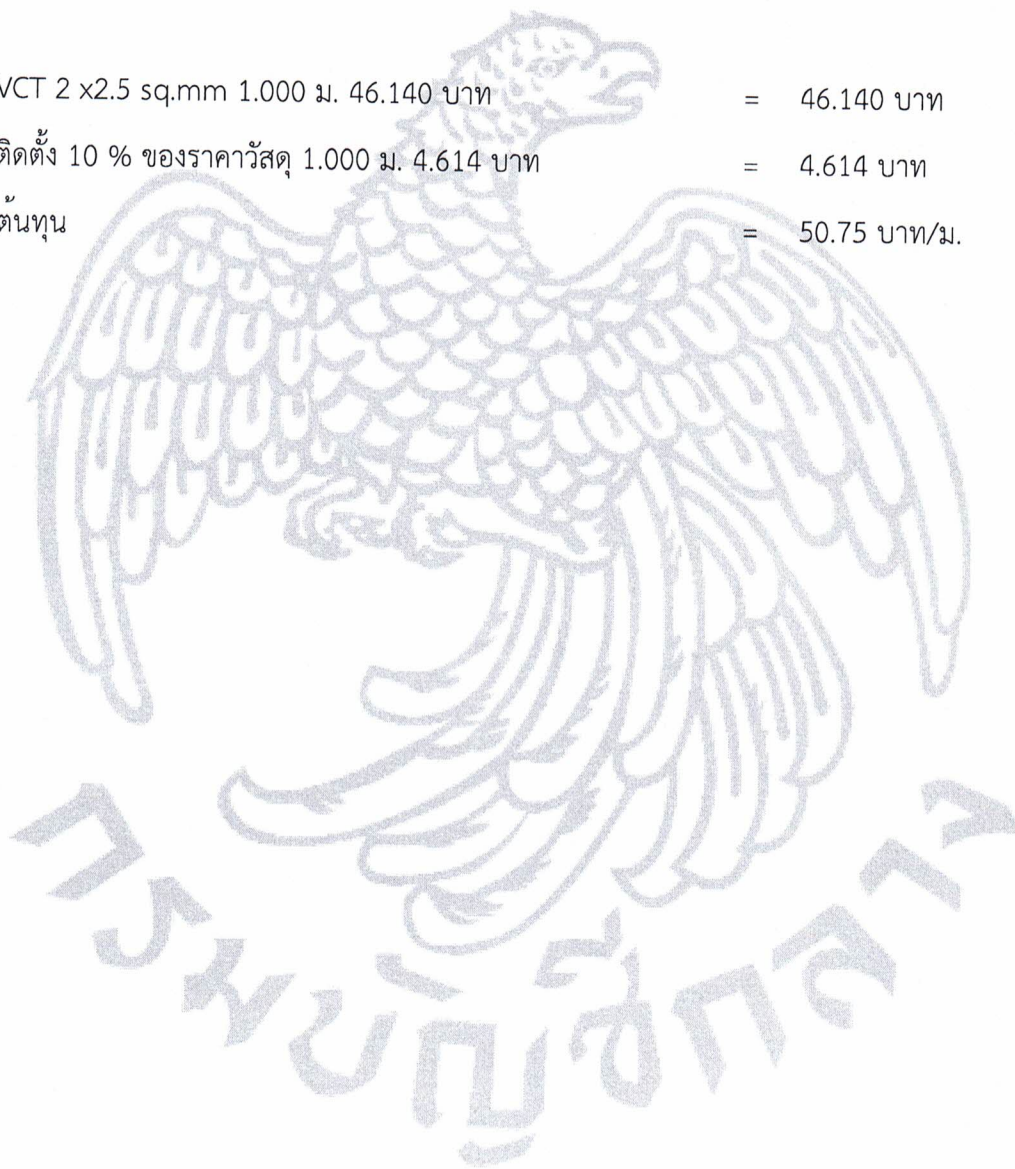 VCT 2 x2.5 sq.mm 1.000 ม. 46.140 บาท = 46.140 บาท
ติดตั้ง 10 % ของราคาวัสดุ 1.000 ม. 4.614 บาท = 4.614 บาท
ต้นทุน = 50.75 บาท/ม.
กรมบัญชีกลาง